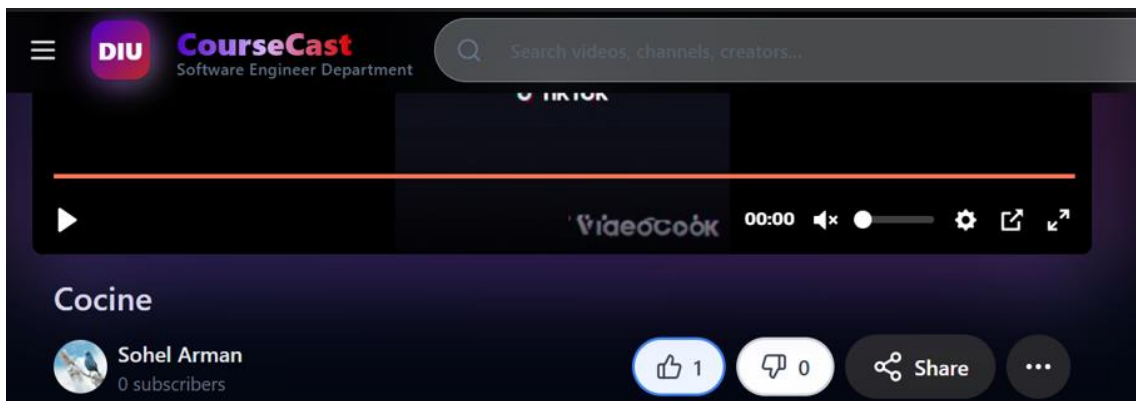 DIU
CourseCast
Software Engineer Department
Search videos, channels, creators...
TikTok
VideoCook
00:00
Cocine
Sohel Arman
0 subscribers
1
0
Share